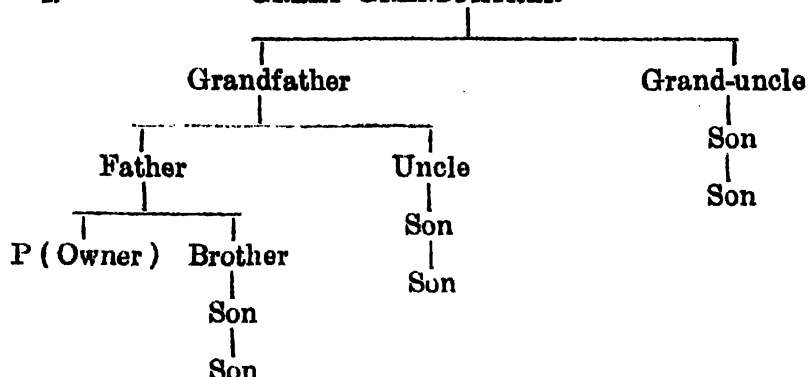 Grandfather Grand-uncle
Son
Father Uncle
Son
Son
P ( Owner ) Brother
Son
Son
Son